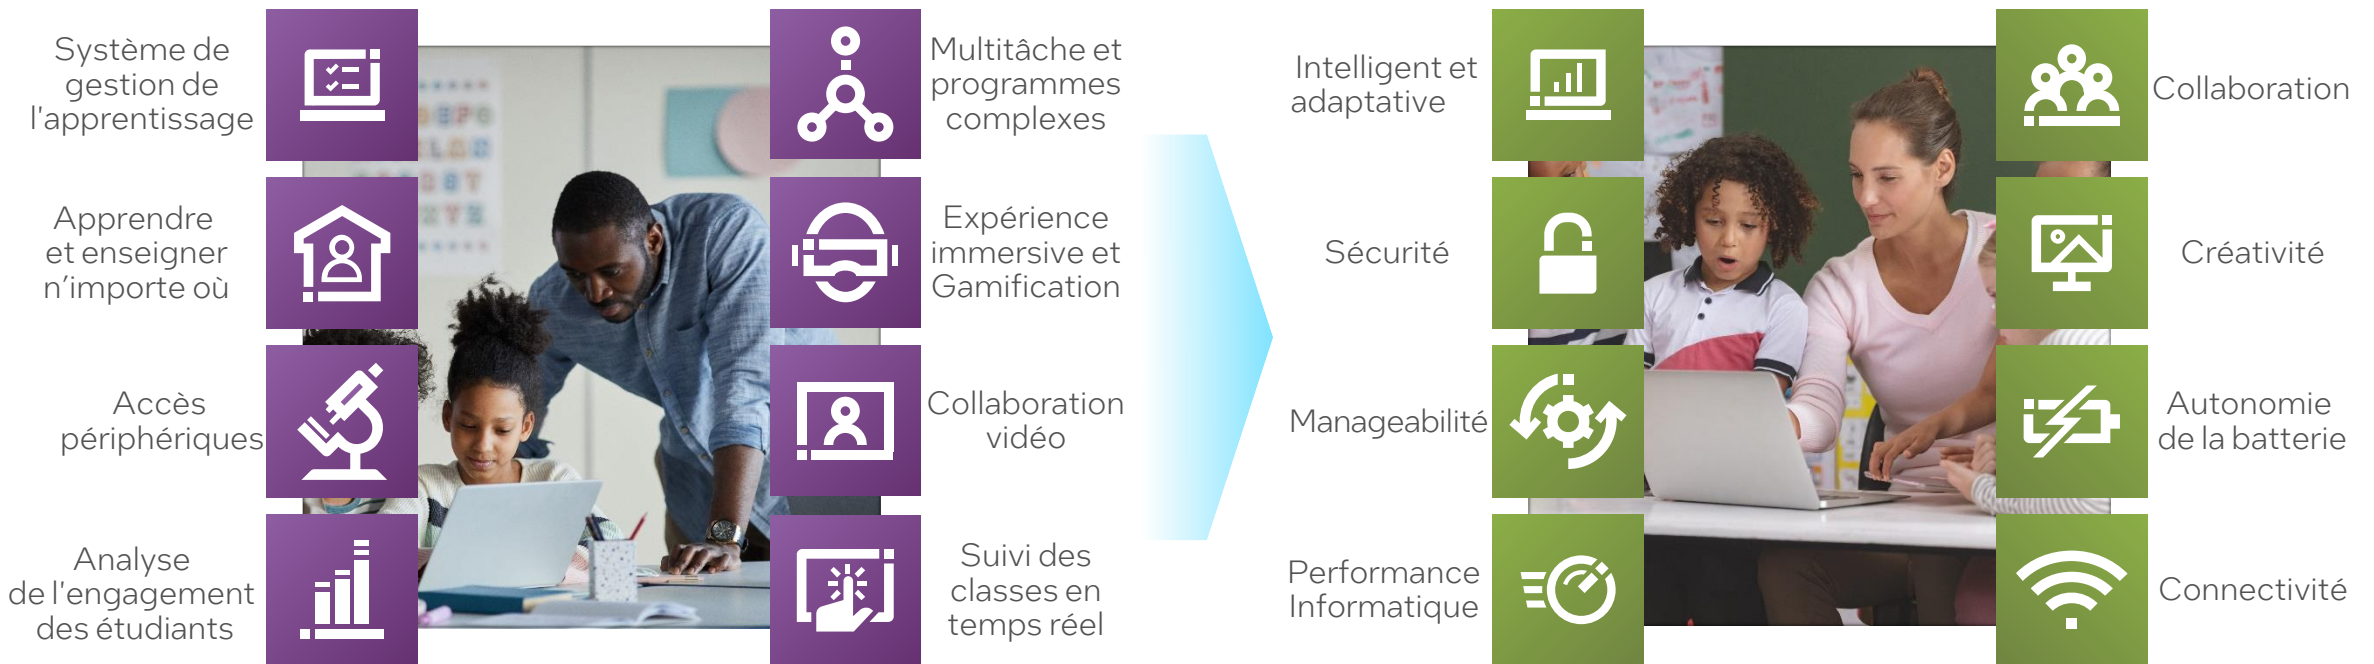 Système de
gestion de
l'apprentissage
Apprendre
et enseigner
n’importe où
Accès
périphériques
Analyse
de l'engagement
des étudiants
Multitâche et
programmes
complexes
Expérience
immersive et
Gamification
Collaboration
vidéo
Suivi des
classes en
temps réel
Intelligent et
adaptative
Sécurité
Manageabilité
Performance
Informatique
Collaboration
Créativité
Autonomie
de la batterie
Connectivité